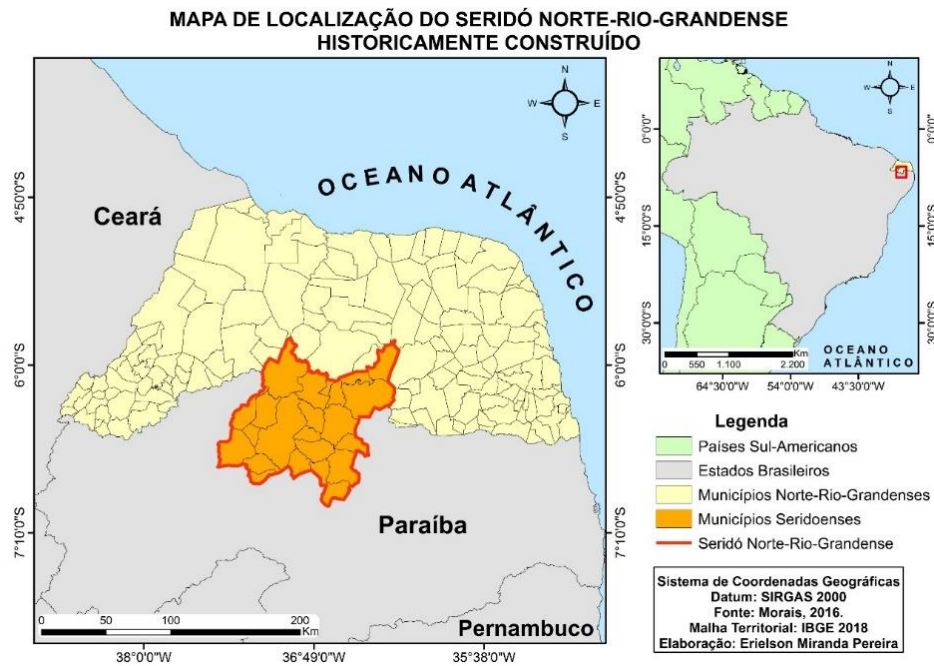 MAPA DE LOCALIZAÇÃO DO SERIDÓ NORTE-RIO-GRANDENSE
HISTORICAMENTE CONSTRUÍDO
N
W E
S
OCEANO ATLÂNTICO
Ceará
Paraíba
Pernambuco
4°50'0"S
6°0'0"S
7°10'0"S
4°50'0"S
6°0'0"S
7°10'0"S
0 50 100 200
Km
38°0'0"W 36°49'0"W 35°38'0"W
N
W E
S
0°0'0"
15°0'0"S
30°0'0"S
0°0'0"
15°0'0"S
30°0'0"S
Km
0 550 1.100 2.200
OCEANO
ATLÂNTICO
64°30'0"W 54°0'0"W 43°30'0"W
Legenda
Países Sul-Americanos
Estados Brasileiros
Municípios Norte-Rio-Grandenses
Municípios Seridoenses
Seridó Norte-Rio-Grandense
Sistema de Coordenadas Geográficas
Datum: SIRGAS 2000
Fonte: Morais, 2016.
Malha Territorial: IBGE 2018
Elaboração: Erielson Miranda Pereira